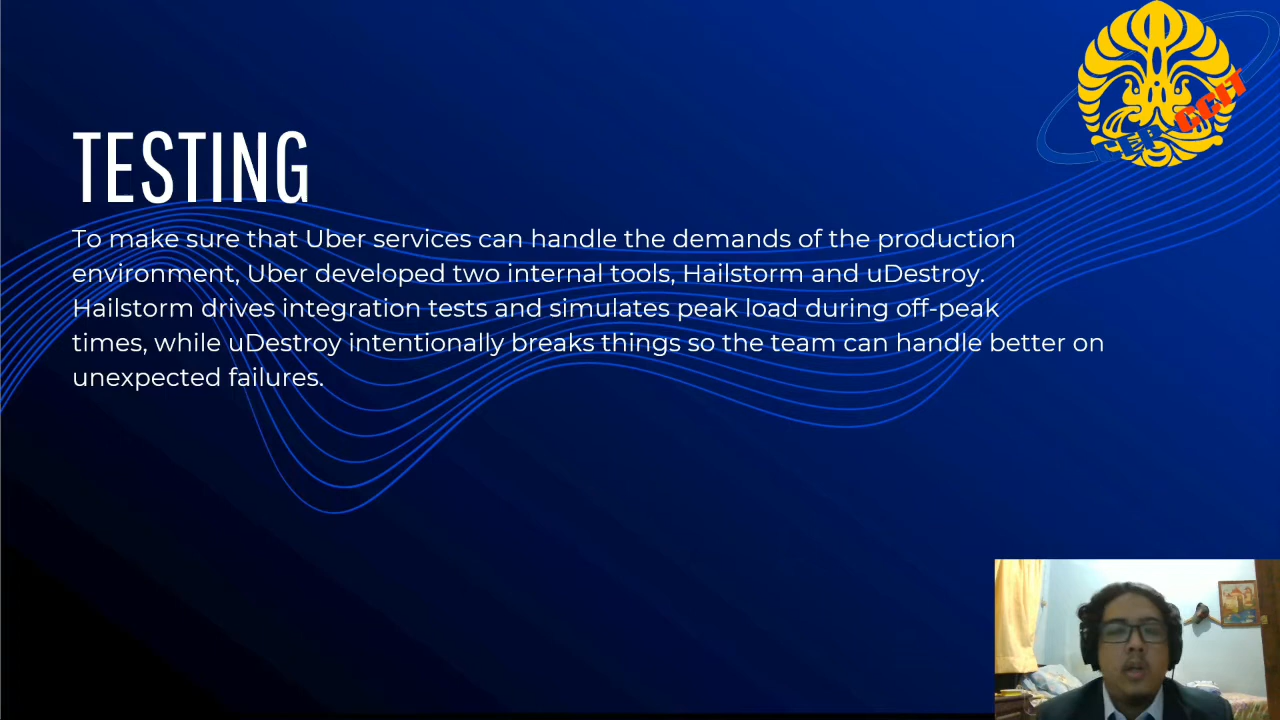 TESTING
To make sure that Uber services can handle the demands of the production
environment, Uber developed two internal tools, Hailstorm and uDestroy.
Hailstorm drives integration tests and simulates peak load during off-peak
times, while uDestroy intentionally breaks things so the team can handle better on
unexpected failures.
CCIT